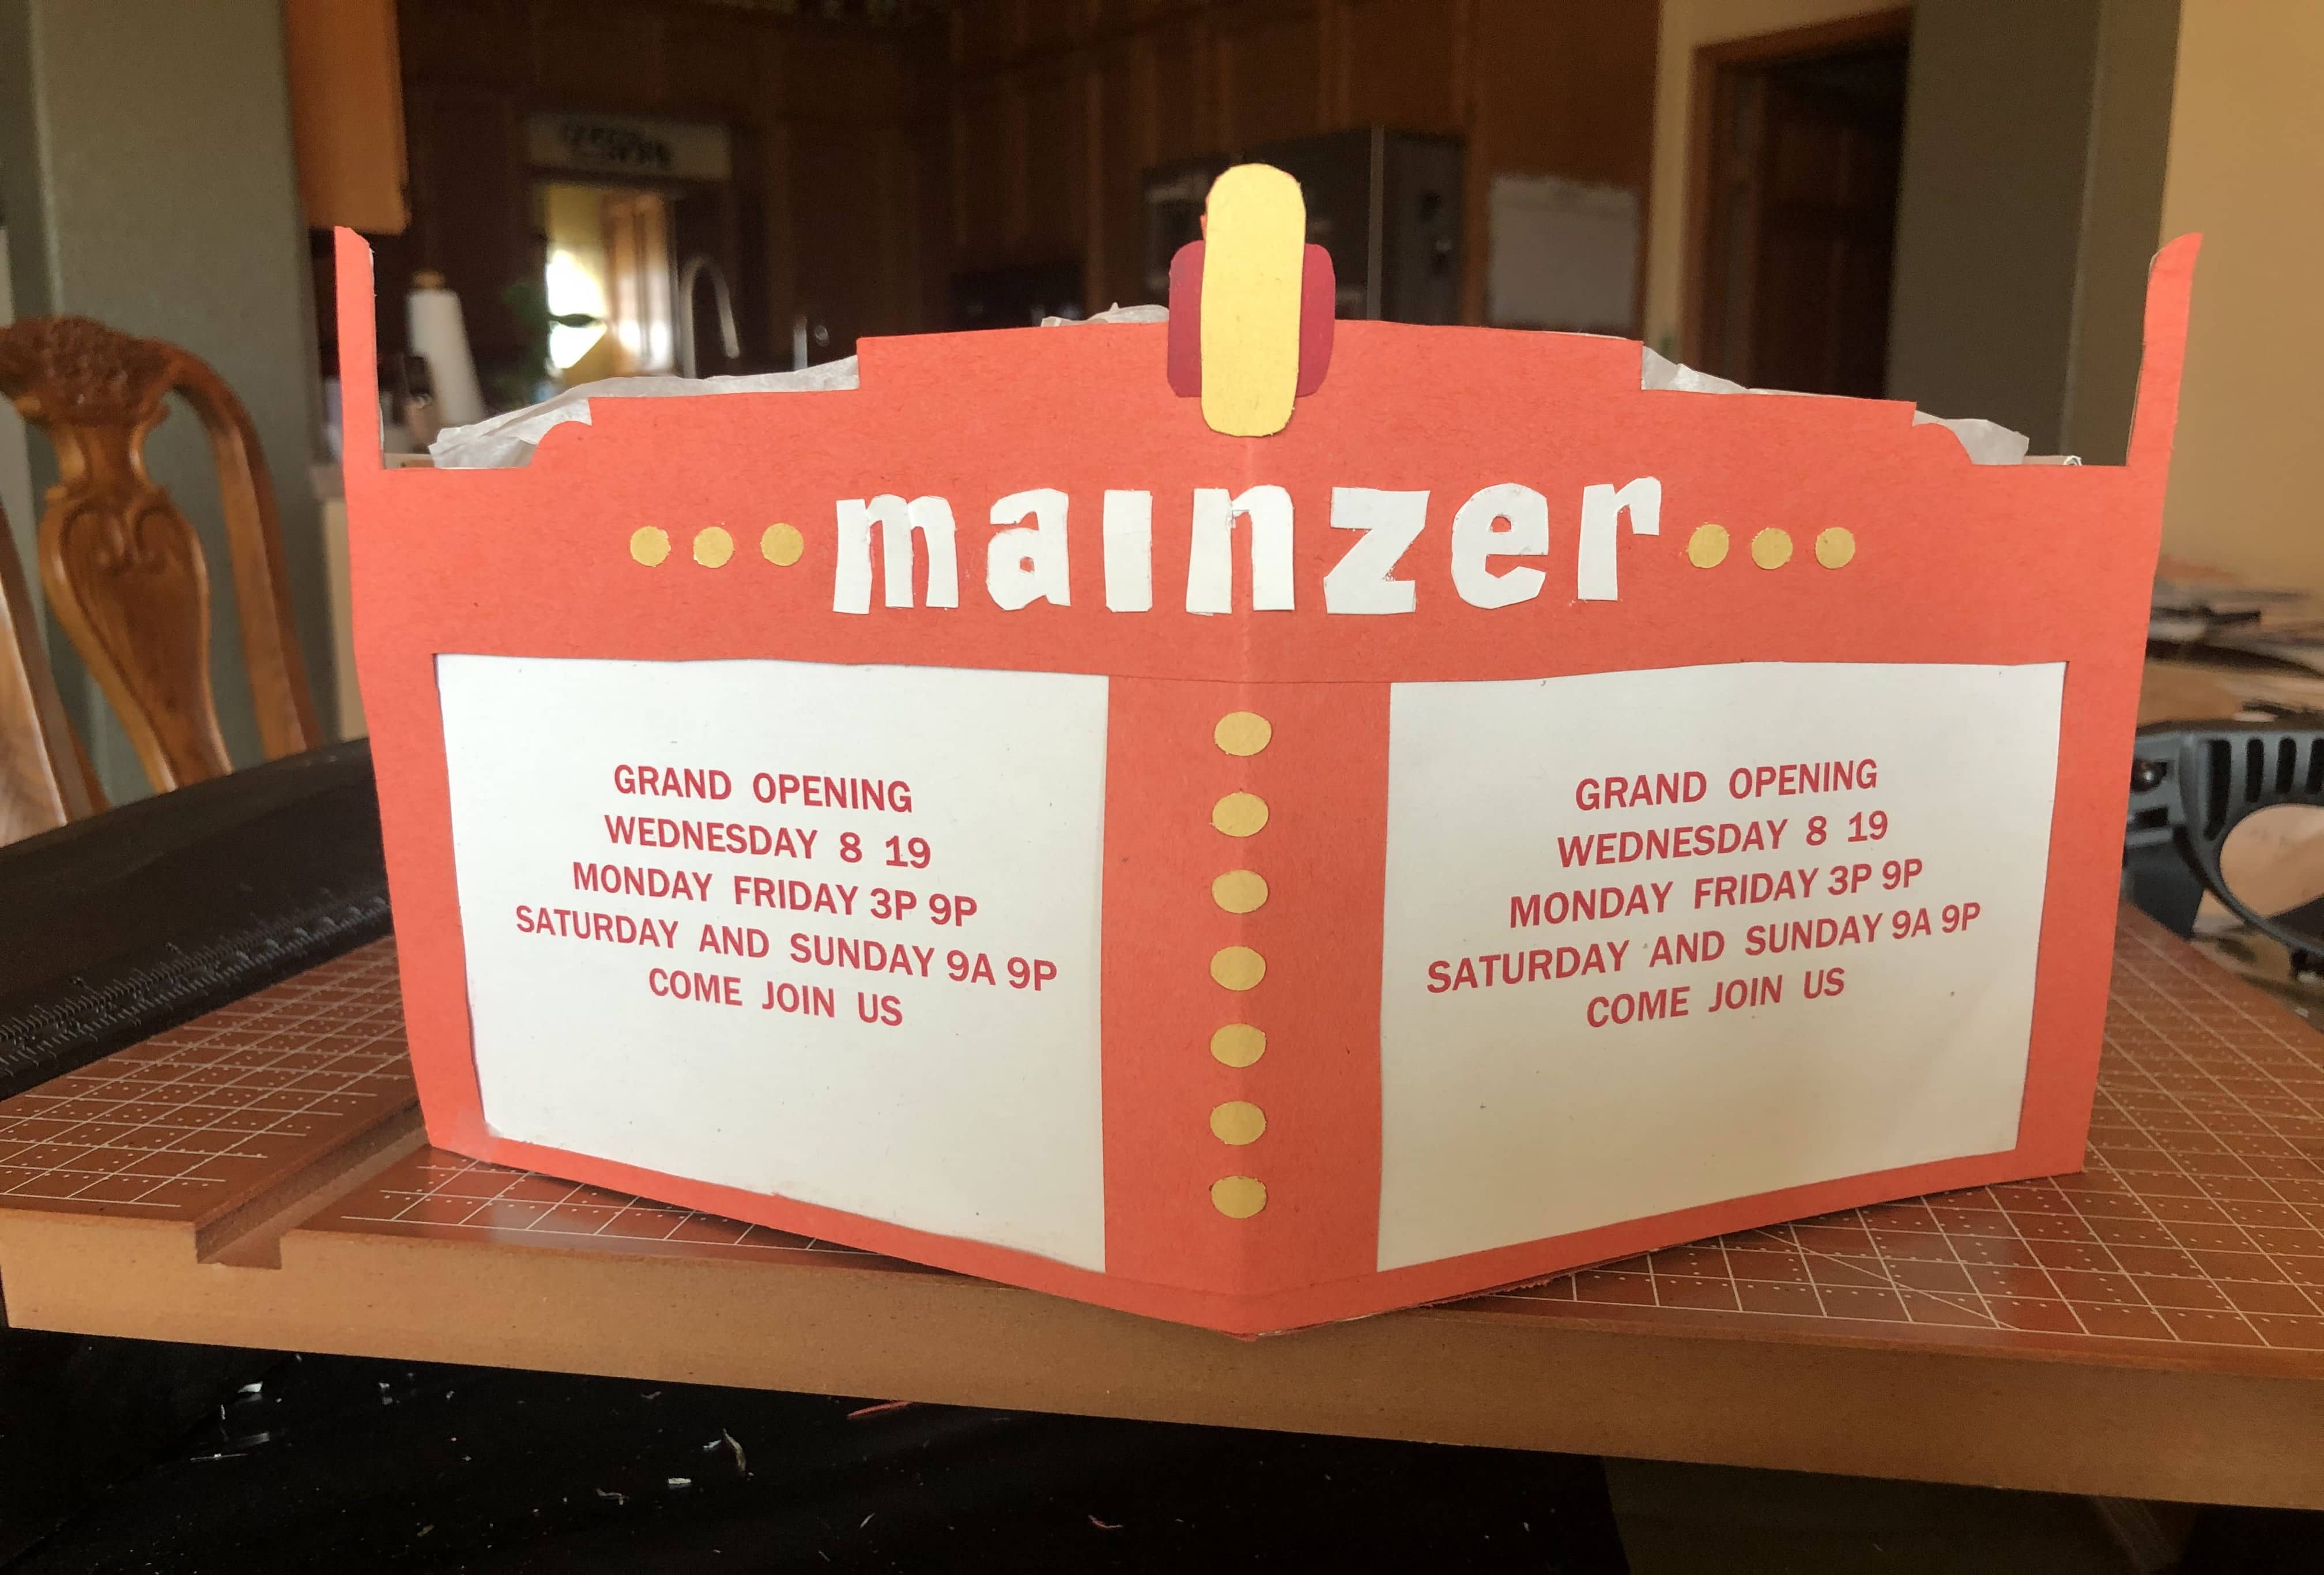 mainzer
GRAND OPENING
WEDNESDAY 8 19
MONDAY FRIDAY 3P 9P
SATURDAY AND SUNDAY 9A 9P
COME JOIN US
GRAND OPENING
WEDNESDAY 8 19
MONDAY FRIDAY 3P 9P
SATURDAY AND SUNDAY 9A 9P
COME JOIN US